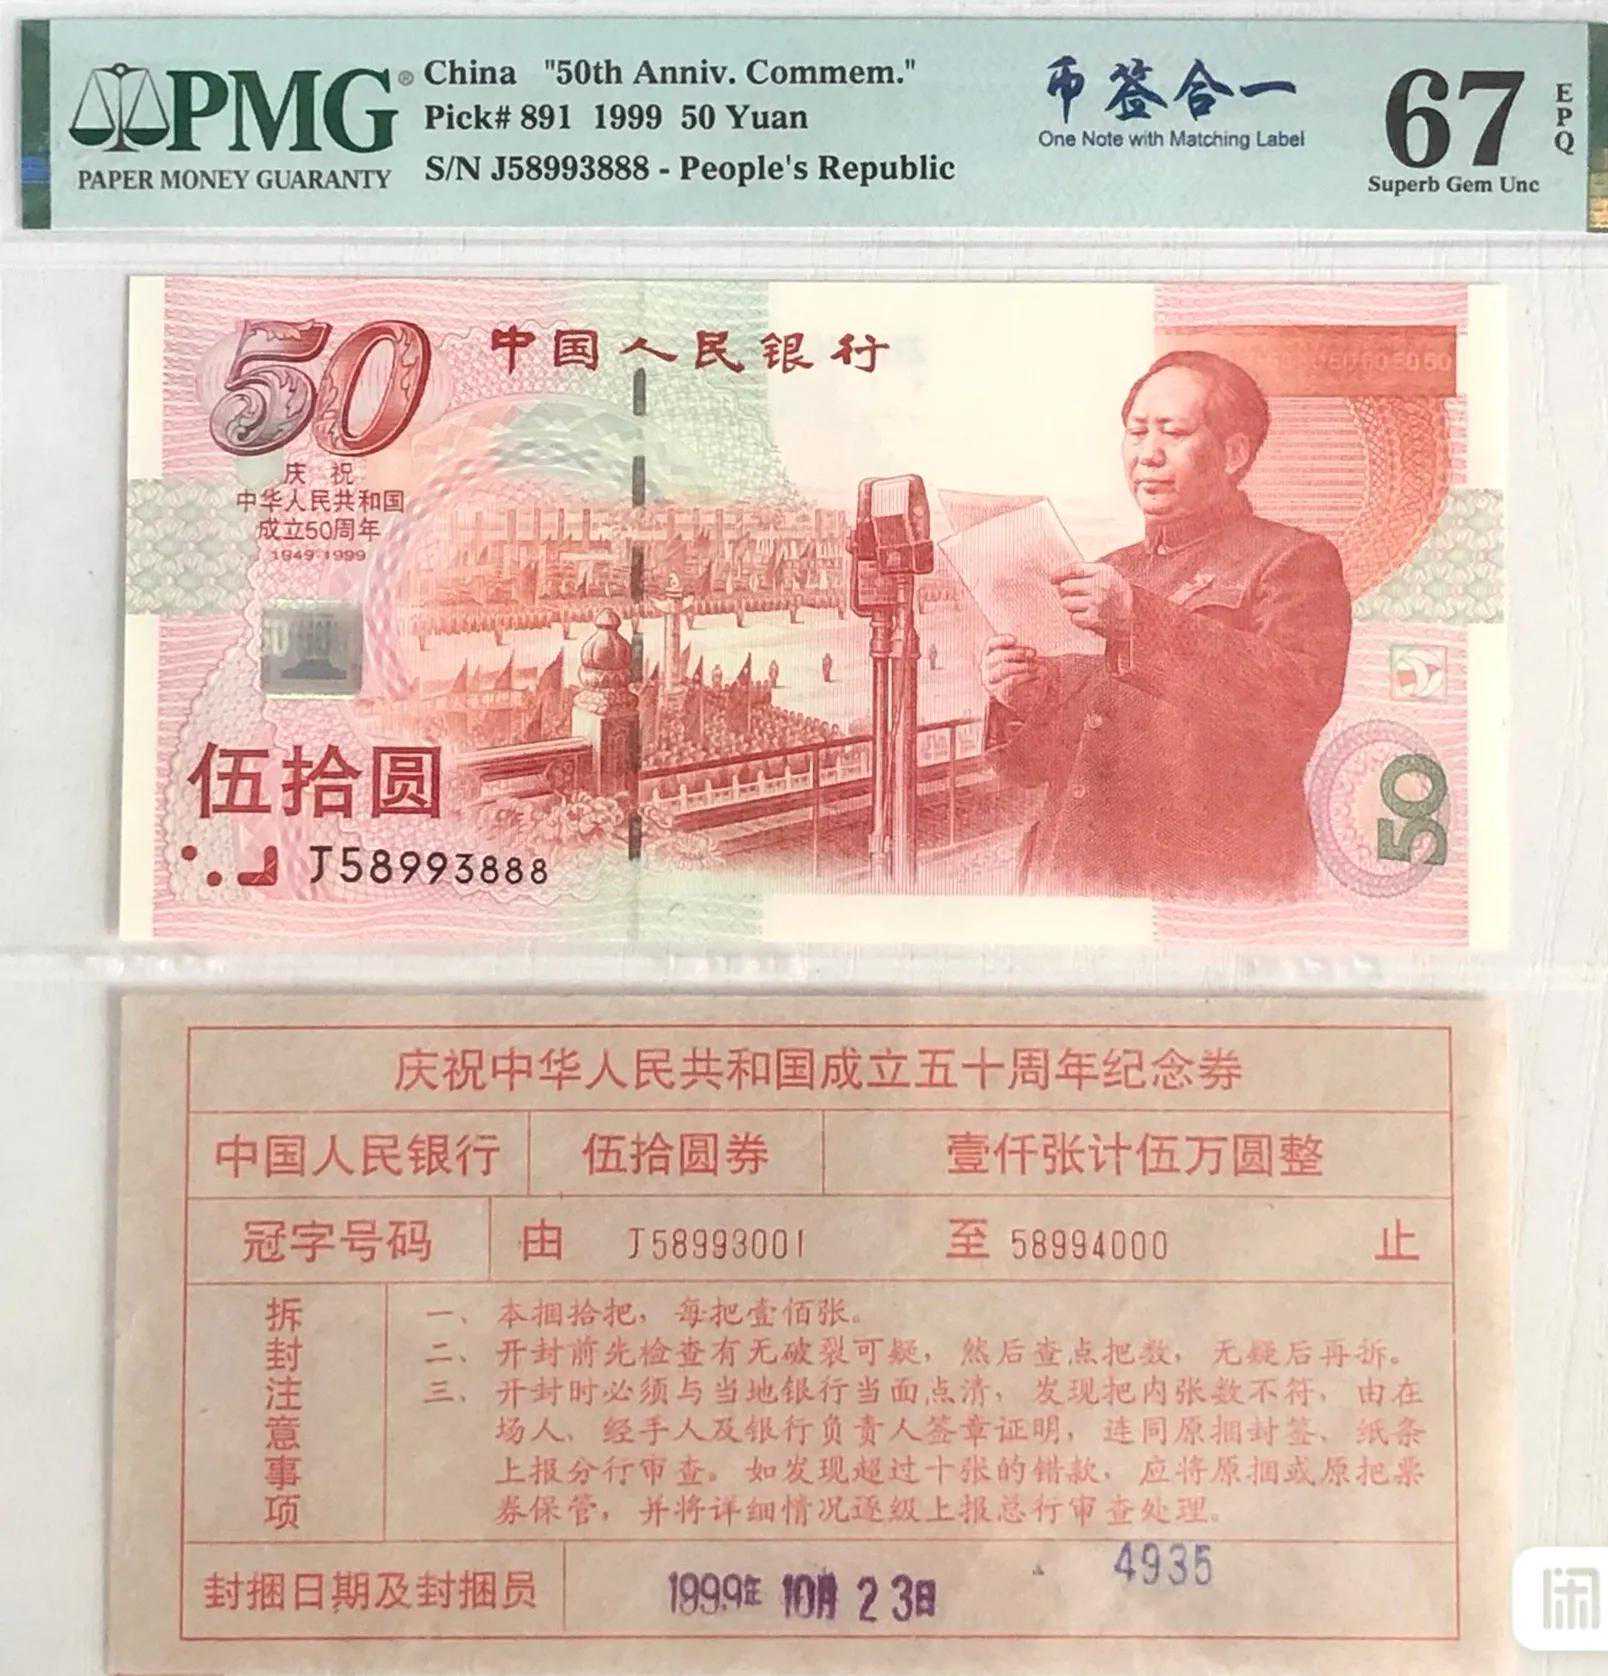 PMG®
PAPER MONEY GUARANTY
China "50th Anniv. Commem."
Pick# 891 1999 50 Yuan
S/N J58993888 - People's Republic
币签合一
One Note with Matching Label
67
EPQ
Superb Gem Unc
50
中国人民银行
庆祝
中华人民共和国
成立50周年
1949-1999
伍拾圆
J58993888
50
庆祝中华人民共和国成立五十周年纪念券
中国人民银行 伍拾圆券 壹仟张计伍万圆整
冠字号码 由 J58993001 至 58994000 止
拆封注意事项
一、本捆拾把，每把壹佰张。
二、开封前先检查有无破裂可疑，然后查点把数，无疑后再拆。
三、开封时必须与当地银行当面点清，发现把内张数不符，由在
场人、经手人及银行负责人签章证明，连同原捆封签、纸条
上报分行审查。如发现超过十张的错款，应将原捆或原把票
券保管，并将详细情况逐级上报总行审查处理。
封捆日期及封捆员 1999年 10月 23日 4935
闲